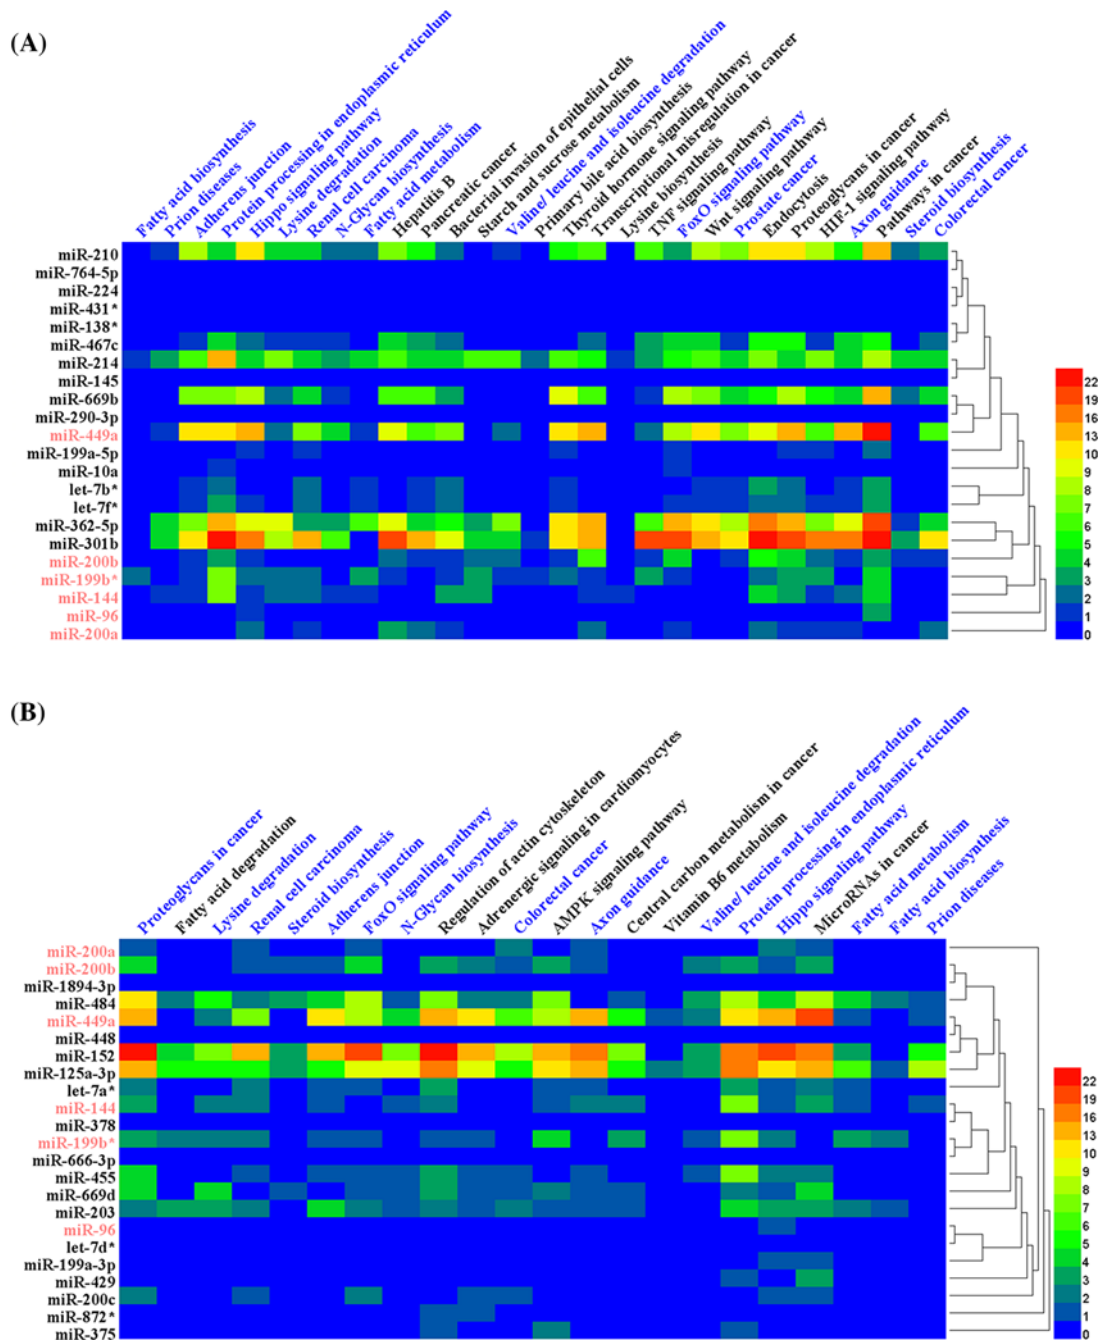 (A)
Fatty acid biosynthesis
Prion diseases
Adherens junction
Protein processing in endoplasmic reticulum
Hippo signaling pathway
Lysine degradation
Renal cell carcinoma
N-Glycan biosynthesis
Fatty acid metabolism
Hepatitis B
Pancreatic cancer
Bacterial invasion of epithelial cells
Starch and sucrose metabolism
Valine/ leucine and isoleucine degradation
Primary bile acid biosynthesis
Thyroid hormone signaling pathway
Transcriptional misregulation in cancer
Lysine biosynthesis
TNF signaling pathway
FoxO signaling pathway
Wnt signaling pathway
Prostate cancer
Endocytosis
Proteoglycans in cancer
HIF-1 signaling pathway
Axon guidance
Pathways in cancer
Steroid biosynthesis
Colorectal cancer
miR-210
miR-764-5p
miR-224
miR-431*
miR-138*
miR-467c
miR-214
miR-145
miR-669b
miR-290-3p
miR-449a
miR-199a-5p
miR-10a
let-7b*
let-7f*
miR-362-5p
miR-301b
miR-200b
miR-199b*
miR-144
miR-96
miR-200a
22
19
16
13
10
9
8
7
6
5
4
3
2
1
0
(B)
Proteoglycans in cancer
Fatty acid degradation
Lysine degradation
Renal cell carcinoma
Steroid biosynthesis
Adherens junction
FoxO signaling pathway
N-Glycan biosynthesis
Regulation of actin cytoskeleton
Adrenergic signaling in cardiomyocytes
Colorectal cancer
AMPK signaling pathway
Axon guidance
Central carbon metabolism in cancer
Vitamin B6 metabolism
Valine/ leucine and isoleucine degradation
Protein processing in endoplasmic reticulum
Hippo signaling pathway
MicroRNAs in cancer
Fatty acid metabolism
Fatty acid biosynthesis
Prion diseases
miR-200a
miR-200b
miR-1894-3p
miR-484
miR-449a
miR-448
miR-152
miR-125a-3p
let-7a*
miR-144
miR-378
miR-199b*
miR-666-3p
miR-455
miR-669d
miR-203
miR-96
let-7d*
miR-199a-3p
miR-429
miR-200c
miR-872*
miR-375
22
19
16
13
10
9
8
7
6
5
4
3
2
1
0